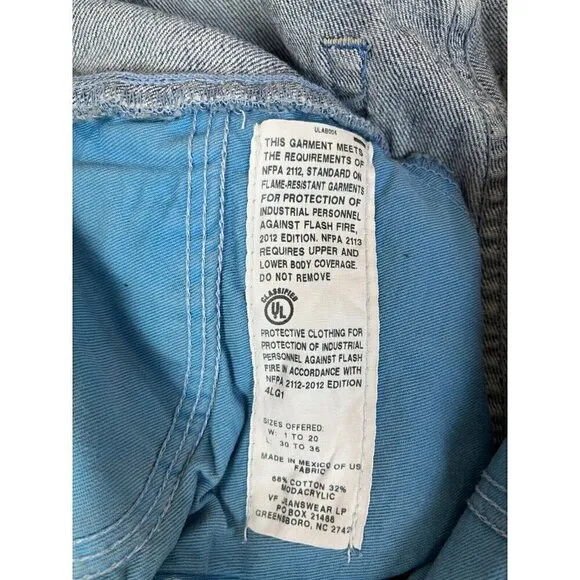 ULAB004
THIS GARMENT MEETS
THE REQUIREMENTS OF
NFPA 2112, STANDARD ON
FLAME-RESISTANT GARMENTS
FOR PROTECTION OF
INDUSTRIAL PERSONNEL
AGAINST FLASH FIRE,
2012 EDITION. NFPA 2113
REQUIRES UPPER AND
LOWER BODY COVERAGE.
DO NOT REMOVE
CLASSIFIED
UL
PROTECTIVE CLOTHING FOR
PROTECTION OF INDUSTRIAL
PERSONNEL AGAINST FLASH
FIRE IN ACCORDANCE WITH
NFPA 2112-2012 EDITION
4LG1
SIZES OFFERED:
W: 1 TO 20
L: 30 TO 36
MADE IN MEXICO OF US
FABRIC
68% COTTON 32%
MODACRYLIC
VF JEANSWEAR LP
PO BOX 21488
GREENSBORO, NC 2742